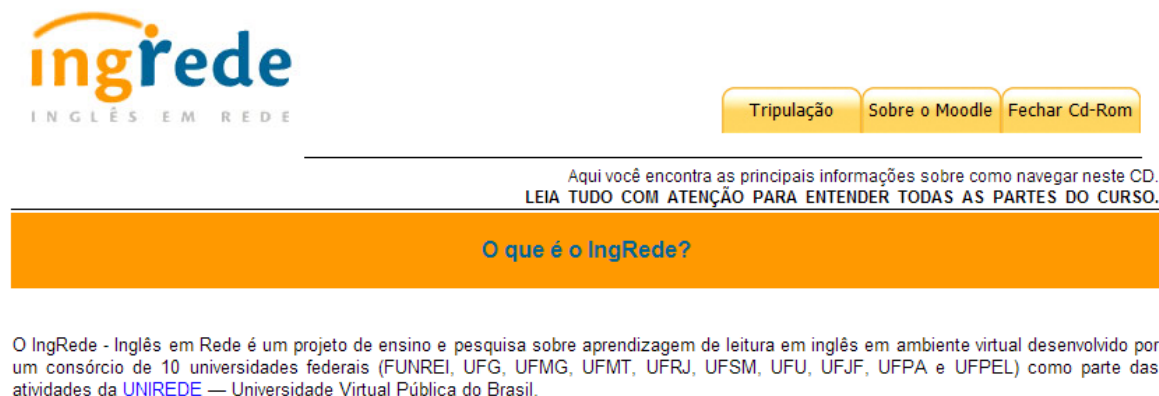 ingrede
INGLÊS EM REDE
Tripulação Sobre o Moodle Fechar Cd-Rom
Aqui você encontra as principais informações sobre como navegar neste CD.
LEIA TUDO COM ATENÇÃO PARA ENTENDER TODAS AS PARTES DO CURSO.
O que é o IngRede?
O IngRede - Inglês em Rede é um projeto de ensino e pesquisa sobre aprendizagem de leitura em inglês em ambiente virtual desenvolvido por
um consórcio de 10 universidades federais (FUNREI, UFG, UFMG, UFMT, UFRJ, UFSM, UFU, UFJF, UFPA e UFPEL) como parte das
atividades da UNIREDE — Universidade Virtual Pública do Brasil.